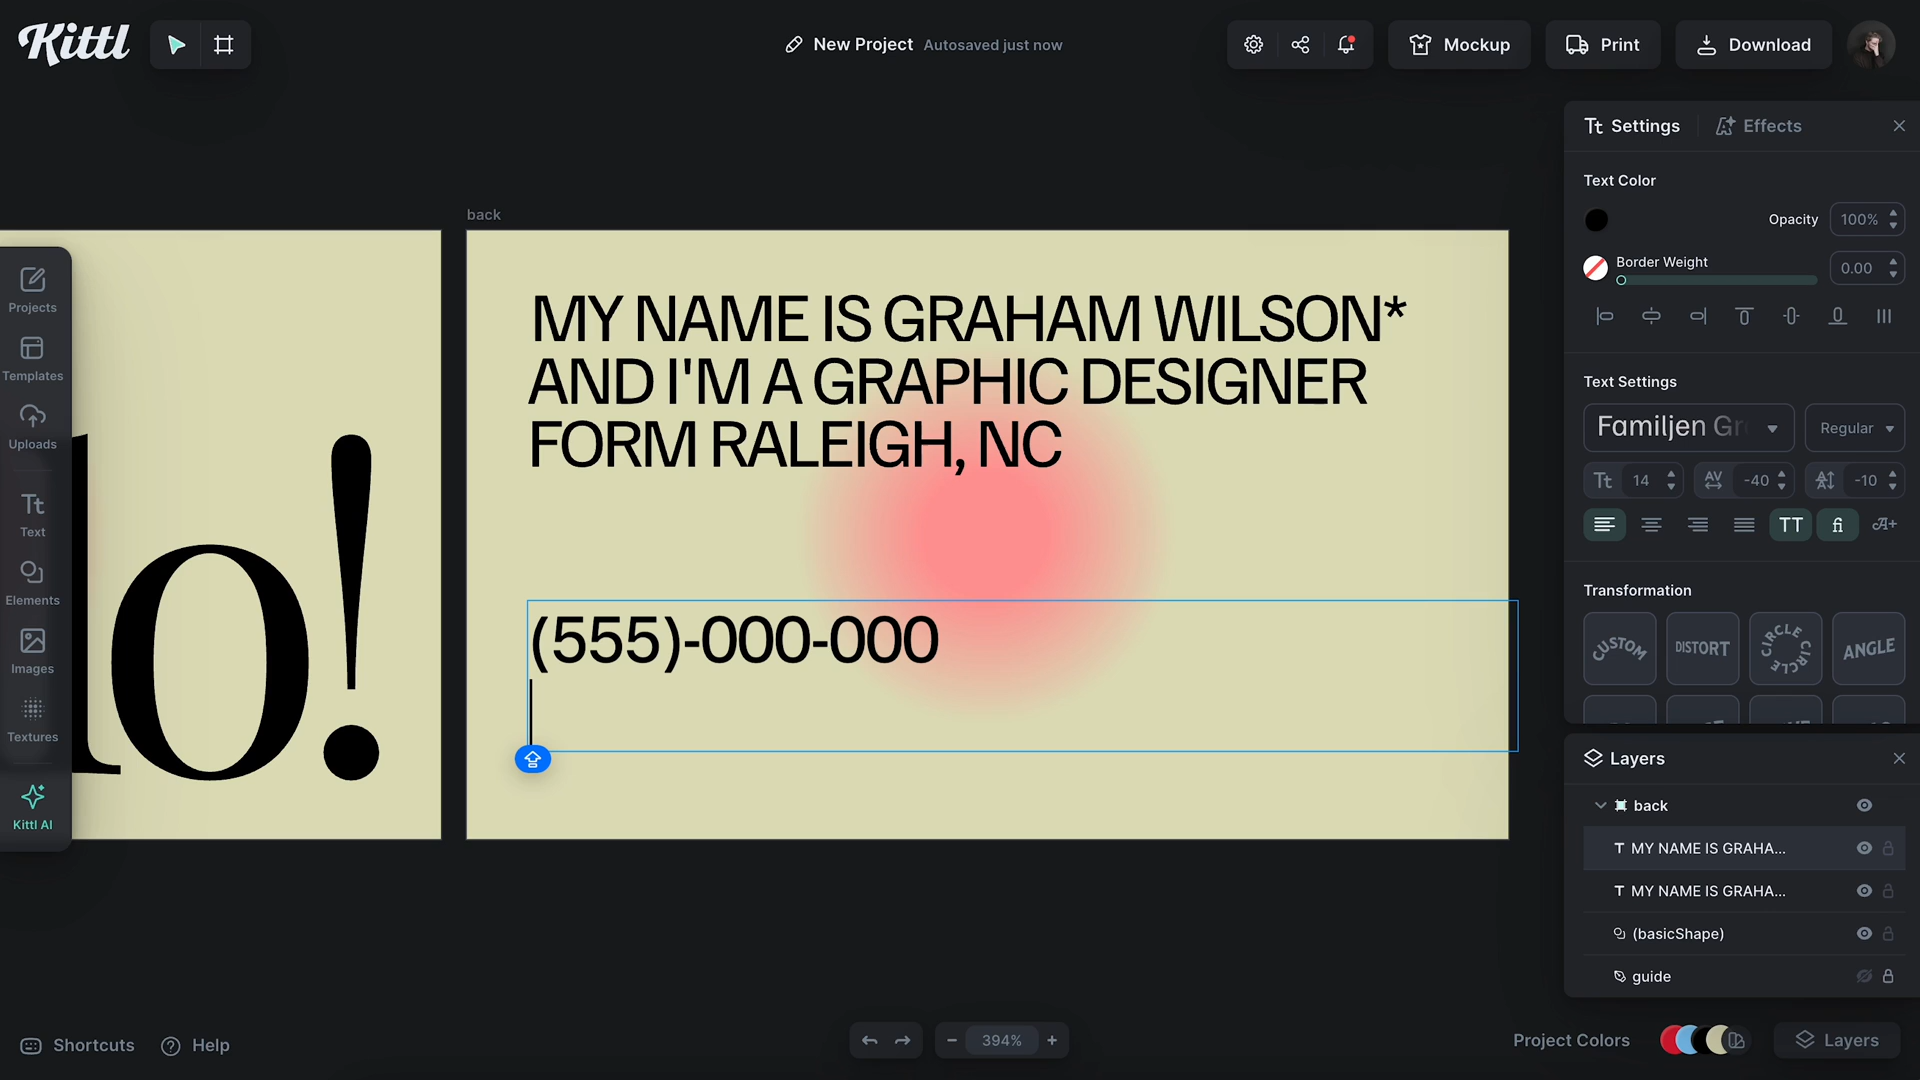 Kittl
New Project Autosaved just now
Mockup
Print
Download
Settings
Effects
Text Color
Opacity 100%
Border Weight
0.00
Text Settings
Familjen Gr
Regular
14
AV -40
-10
TT fi A+
Transformation
CUSTOM
DISTORT
CIRCLE CIRCLE
ANGLE
Layers
back
T MY NAME IS GRAHA...
T MY NAME IS GRAHA...
(basicShape)
guide
Projects
Templates
Uploads
Tt
Text
Elements
Images
Textures
Kittl AI
lo!
back
MY NAME IS GRAHAM WILSON*
AND I'M A GRAPHIC DESIGNER
FORM RALEIGH, NC
(555)-000-000
Shortcuts
Help
394%
Project Colors
Layers